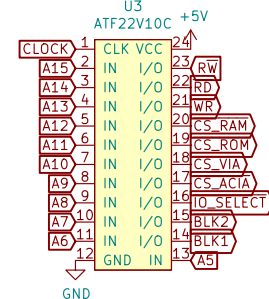 U3
ATF22V10C
+5V
CLOCK 1 CLK VCC 24
A15 2 IN I/O 23 RW
A14 3 IN I/O 22 RD
A13 4 IN I/O 21 WR
A12 5 IN I/O 20 CS_RAM
A11 6 IN I/O 19 CS_ROM
A10 7 IN I/O 18 CS_VIA
A9 8 IN I/O 17 CS_ACIA
A8 9 IN I/O 16 IO_SELECT
A7 10 IN I/O 15 BLK2
A6 11 IN I/O 14 BLK1
12 GND IN 13 A5
GND